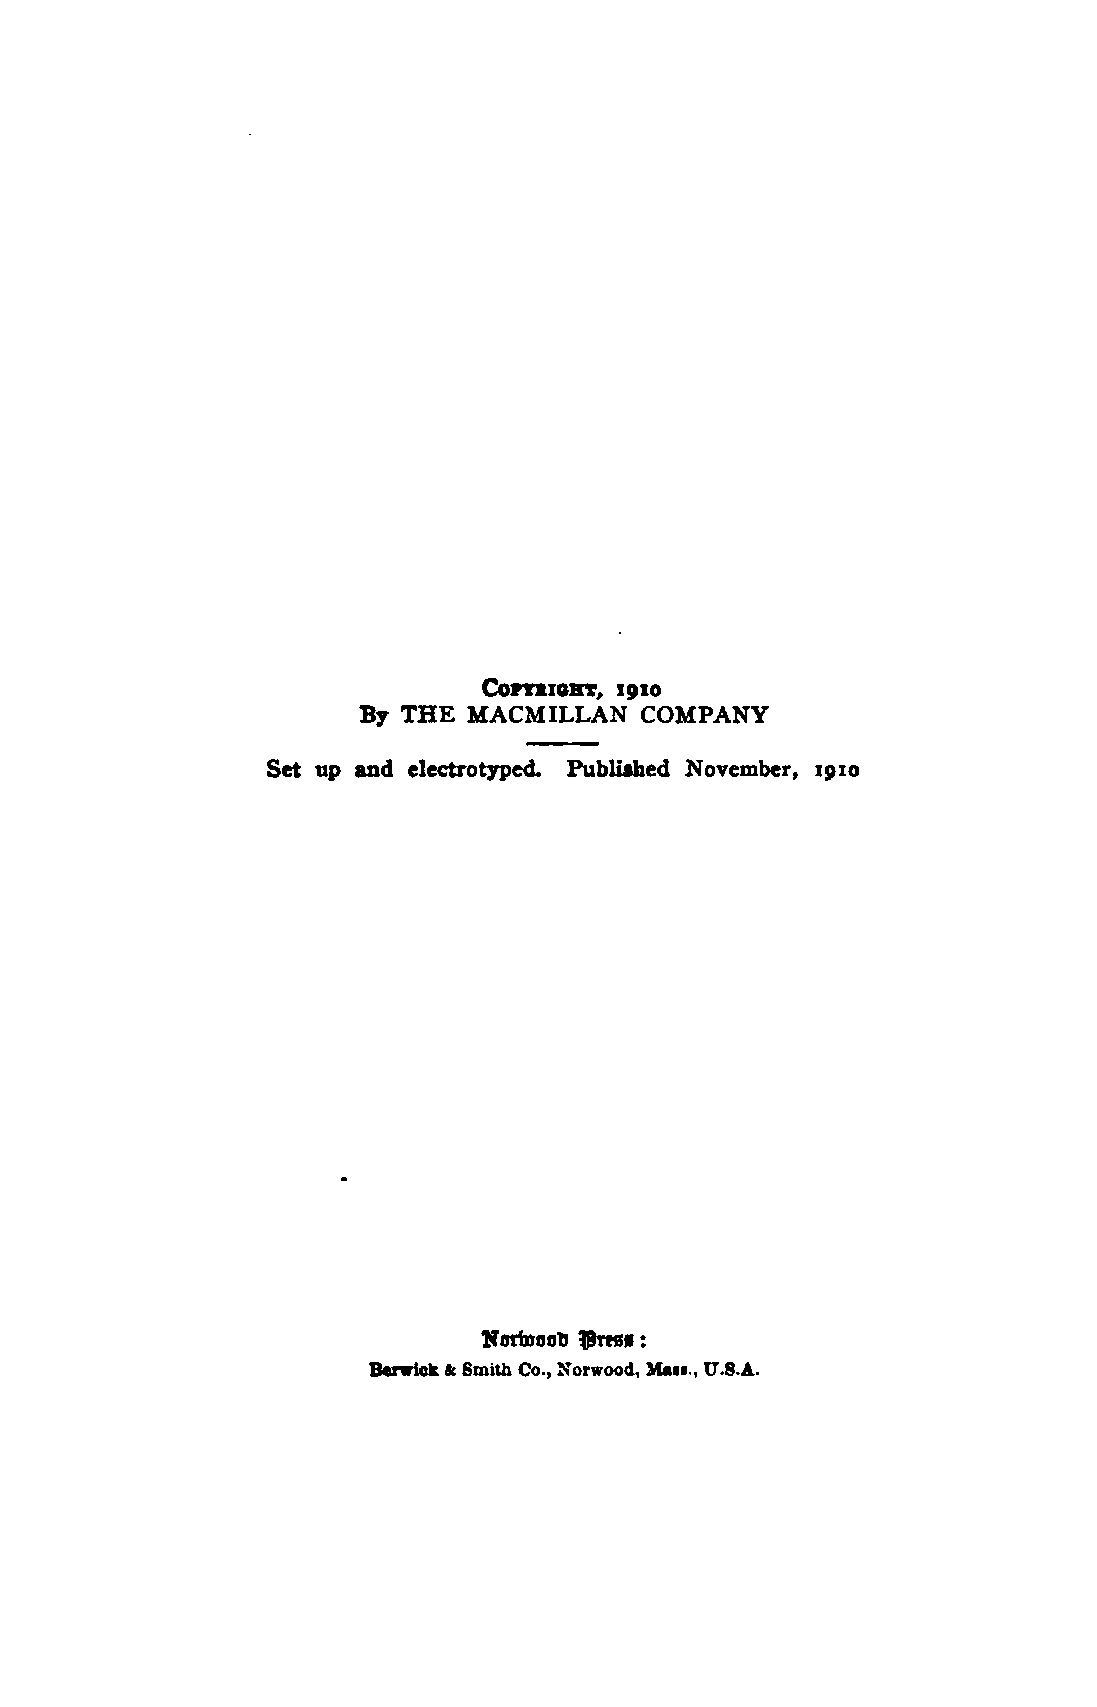 Copyright, 1910
By THE MACMILLAN COMPANY
Set up and electrotyped. Published November, 1910
Norwood Press:
Berwick & Smith Co., Norwood, Mass., U.S.A.